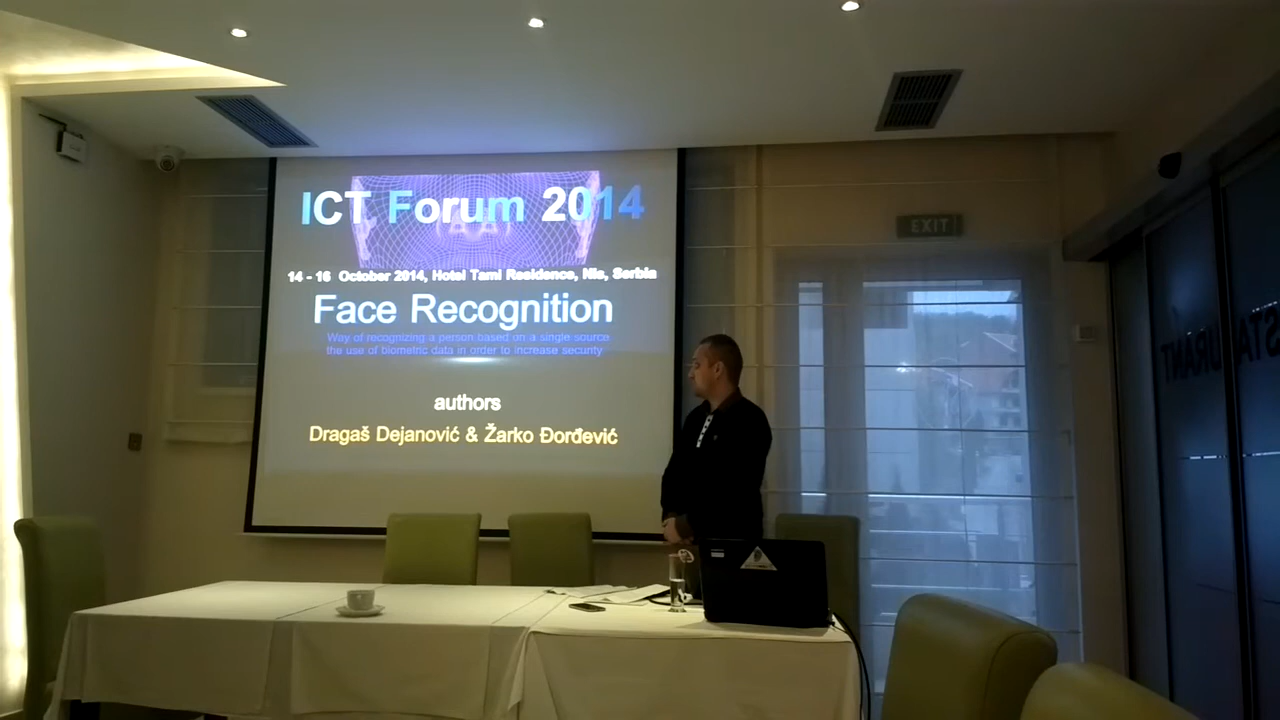 ICT Forum 2014
14 - 16 October 2014, Hotel Tami Residence, Nis, Serbia
Face Recognition
Way of recognizing a person based on a single source
the use of biometric data in order to increase security
authors
Dragaš Dejanović & Žarko Đorđević
EXIT
STAURANT